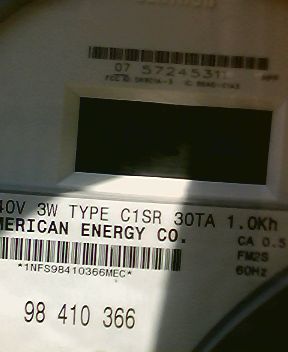 07 5724531
40V 3W TYPE C1SR 30TA 1.0Kh
MERICAN ENERGY CO.
CA 0.5
FM2S
60Hz
*1NFS98410366MEC*
98 410 366